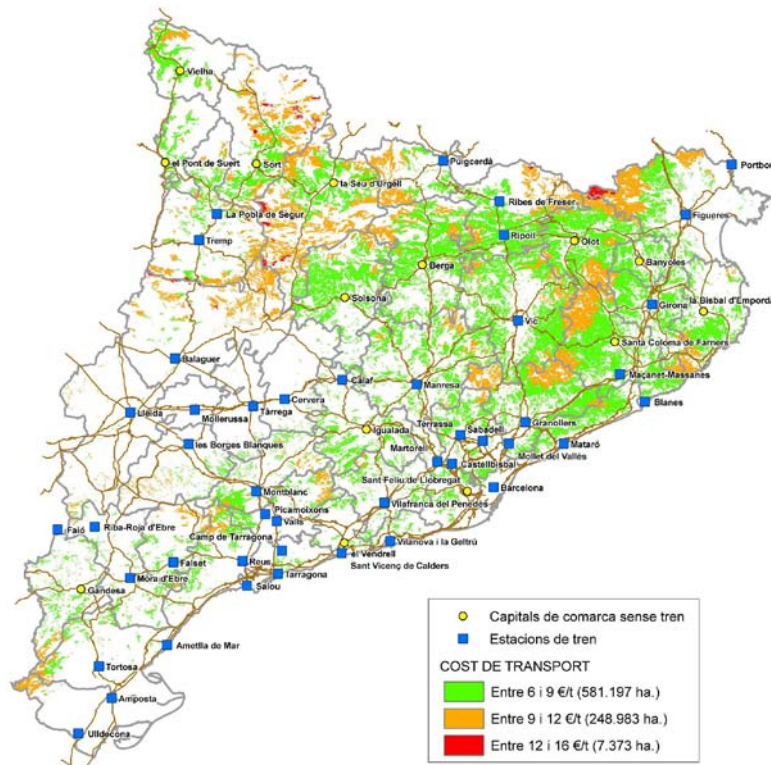 Vielha
el Pont de Suert
Sort
la Seu d'Urgell
Puigcerdà
Portbou
Ribes de Freser
La Pobla de Segur
Figueres
Tremp
Ripoll
Olot
Berga
Banyoles
Solsona
la Bisbal d'Empordà
Girona
Vic
Santa Coloma de Farners
Balaguer
Maçanet-Massanes
Calaf
Manresa
Cervera
Blanes
Lleida
Mollerussa
Tàrrega
Igualada
Terrassa
Sabadell
Granollers
les Borges Blanques
Martorell
Mataró
Mollet del Vallès
Castellbisbal
Sant Feliu de Llobregat
Montblanc
Barcelona
Picamoixons
Vilafranca del Penedès
Faió
Riba-Roja d'Ebre
Valls
Camp de Tarragona
Vilanova i la Geltrú
el Vendrell
Falset
Reus
Sant Vicenç de Calders
Móra d'Ebre
Tarragona
Gandesa
Salou
Ametlla de Mar
Tortosa
Amposta
Ulldecona
Capitals de comarca sense tren
Estacions de tren
COST DE TRANSPORT
Entre 6 i 9 €/t (581.197 ha.)
Entre 9 i 12 €/t (248.983 ha.)
Entre 12 i 16 €/t (7.373 ha.)